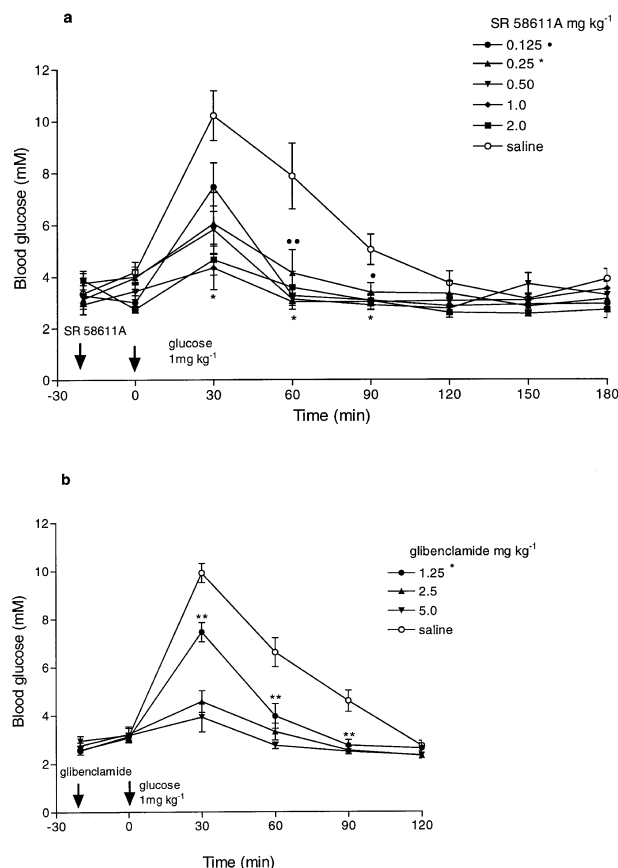 a
SR 58611A mg kg-1
0.125 •
0.25 *
0.50
1.0
2.0
saline
12
10
8
6
4
2
0
Blood glucose (mM)
••
•
*
*
*
SR 58611A
glucose
1mg kg-1
-30
0
30
60
90
120
150
180
Time (min)
b
glibenclamide mg kg-1
1.25 *
2.5
5.0
saline
12
10
8
6
4
2
0
Blood glucose (mM)
**
**
**
glibenclamide
glucose
1mg kg-1
-30
0
30
60
90
120
Time (min)